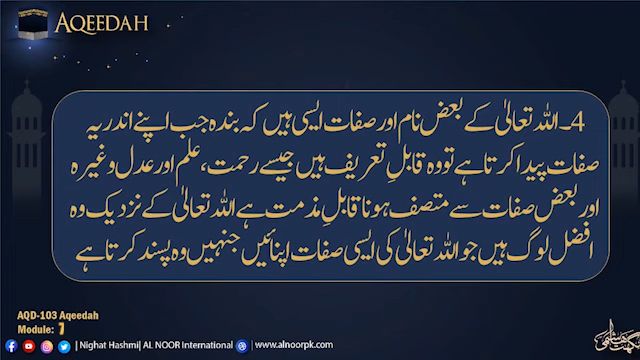 AQEEDAH
4۔ اللہ تعالیٰ کے بعض نام اور صفات ایسی ہیں کہ بندہ جب اپنے اندر یہ
صفات پیدا کرتا ہے تو وہ قابلِ تعریف ہیں جیسے رحمت، علم اور عدل وغیرہ
اور بعض صفات سے متصف ہونا قابلِ مذمت ہے اللہ تعالیٰ کے نزدیک وہ
افضل لوگ ہیں جو اللہ تعالیٰ کی ایسی صفات اپنائیں جنہیں وہ پسند کرتا ہے
AQD-103 Aqeedah
Module: 1
| Nighat Hashmi| AL NOOR International | www.alnoorpk.com
نگہت ہاشمی